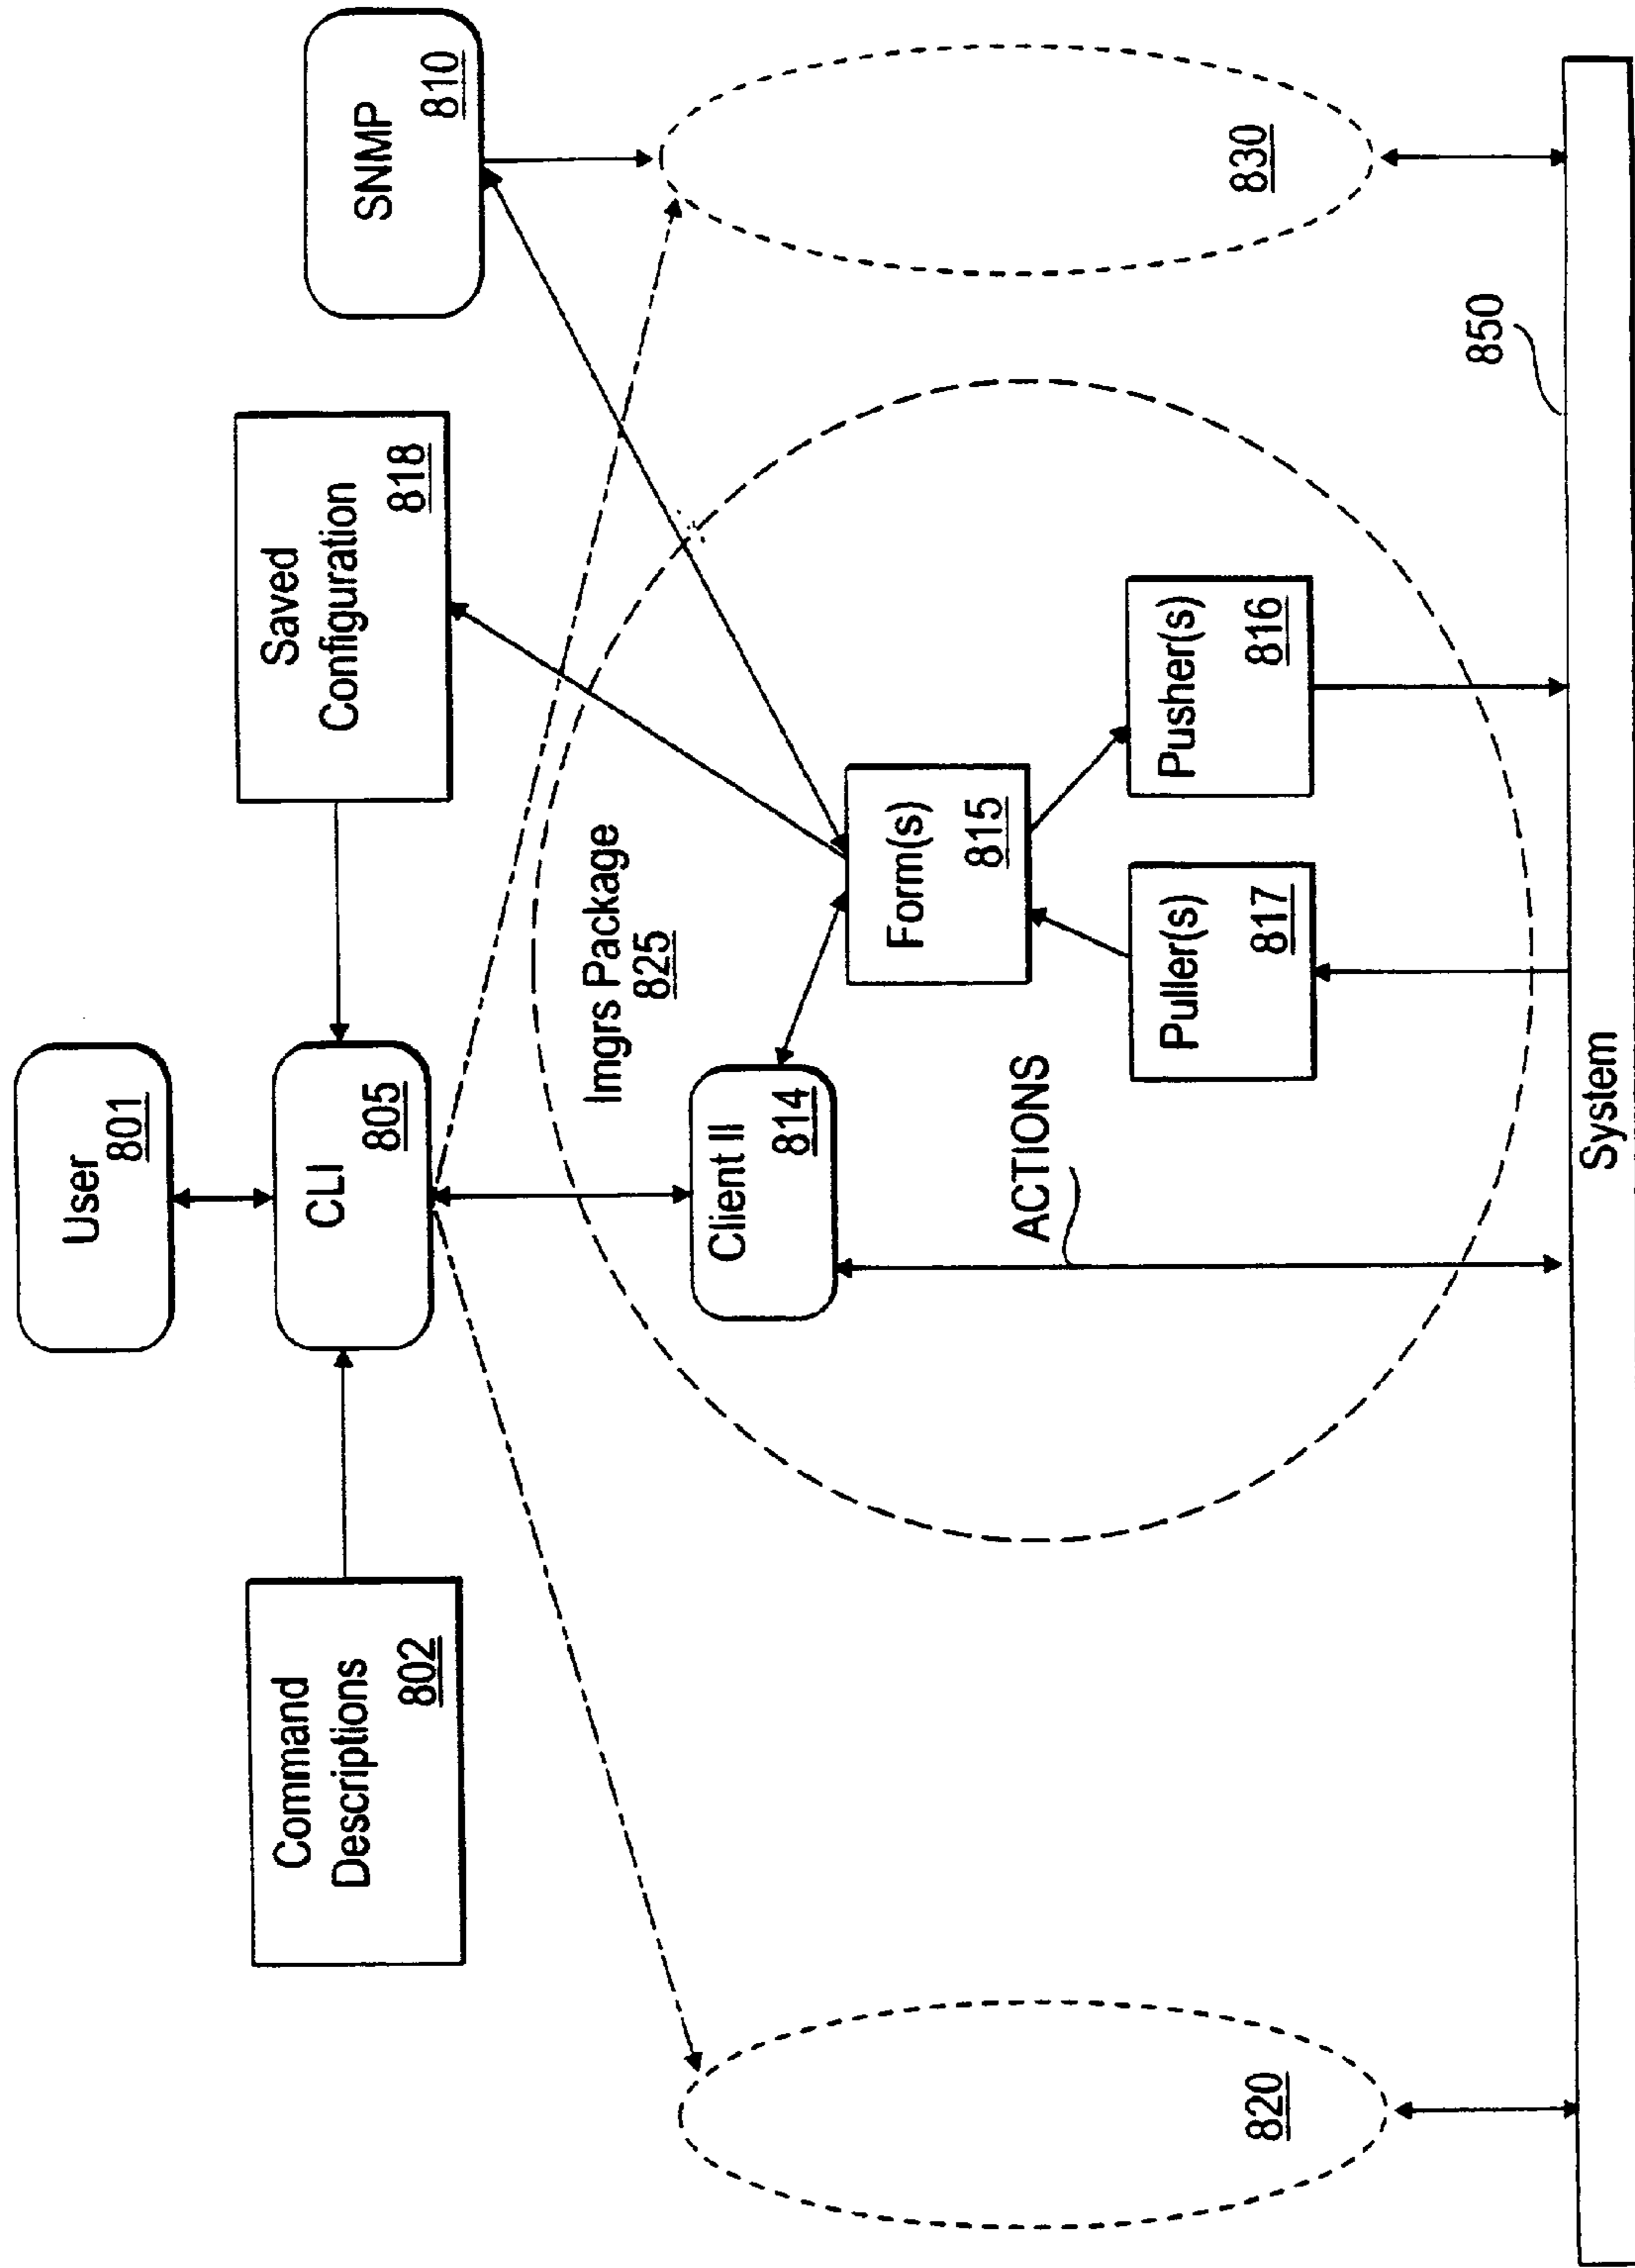 User
801
Command
Descriptions
802
CLI
805
Saved
Configuration
818
SNMP
810
Imgrs Package
825
Client II
814
Form(s)
815
ACTIONS
Puller(s)
817
Pusher(s)
816
820
830
850
System